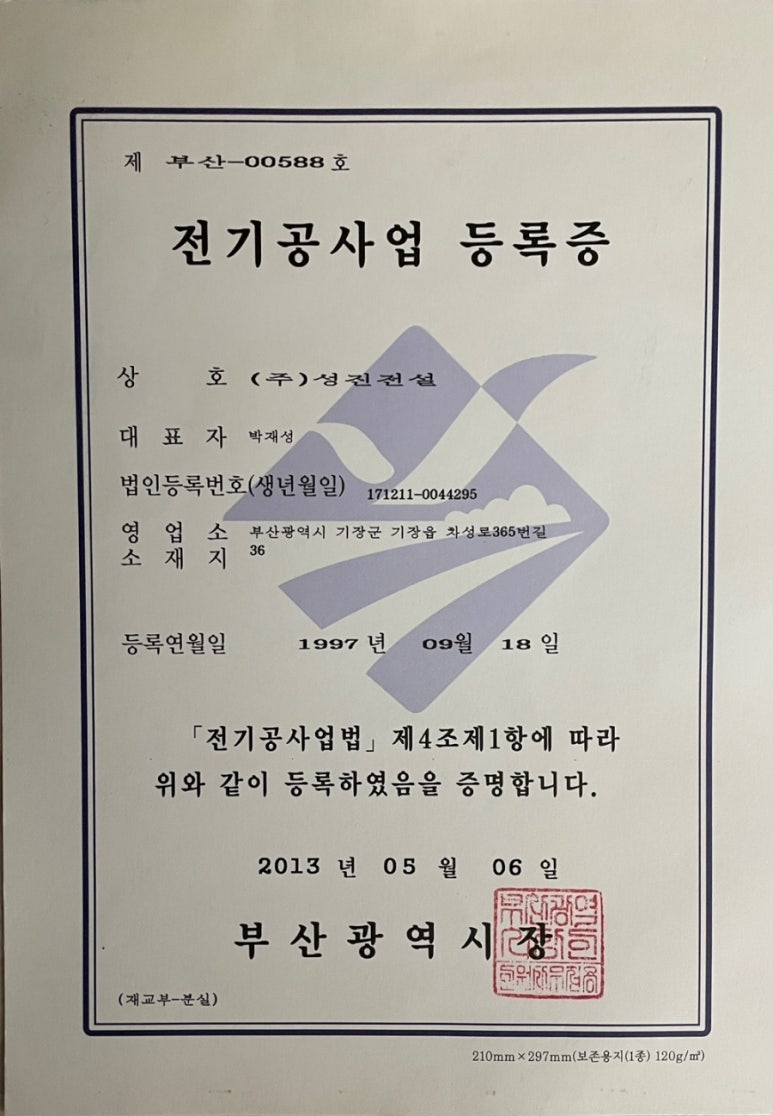 제 부산-00588 호
전기공사업 등록증
상 호 (주)성진전설
대 표 자 박재성
법인등록번호(생년월일) 171211-0044295
영 업 소 부산광역시 기장군 기장읍 차성로365번길
소 재 지 36
등록연월일 1997 년 09월 18 일
「전기공사업법」 제4조제1항에 따라
위와 같이 등록하였음을 증명합니다.
2013 년 05 월 06 일
부 산 광 역 시 장
(재교부-분실)
210mm×297mm(보존용지(1종) 120g/㎡)